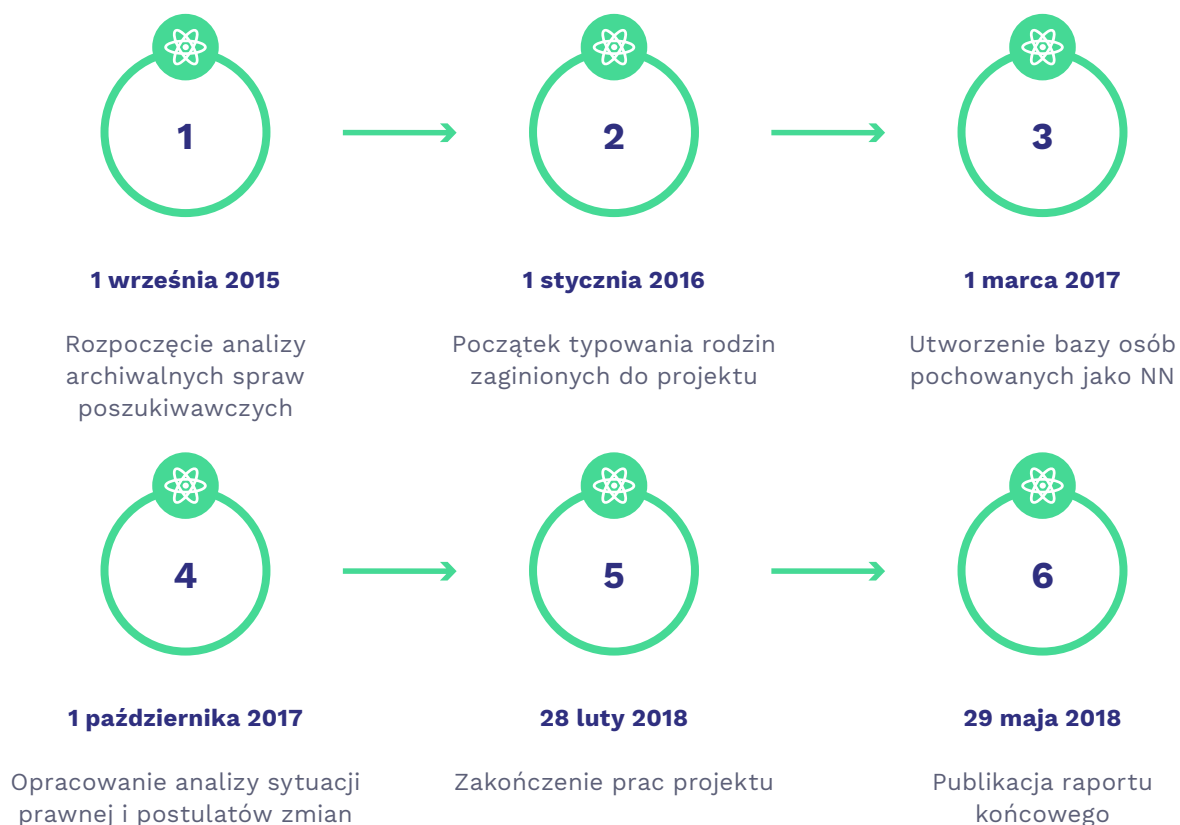 1
2
3
1 września 2015
1 stycznia 2016
1 marca 2017
Rozpoczęcie analizy
archiwalnych spraw
poszukiwawczych
Początek typowania rodzin
zaginionych do projektu
Utworzenie bazy osób
pochowanych jako NN
4
5
6
1 października 2017
28 luty 2018
29 maja 2018
Opracowanie analizy sytuacji
prawnej i postulatów zmian
Zakończenie prac projektu
Publikacja raportu
końcowego